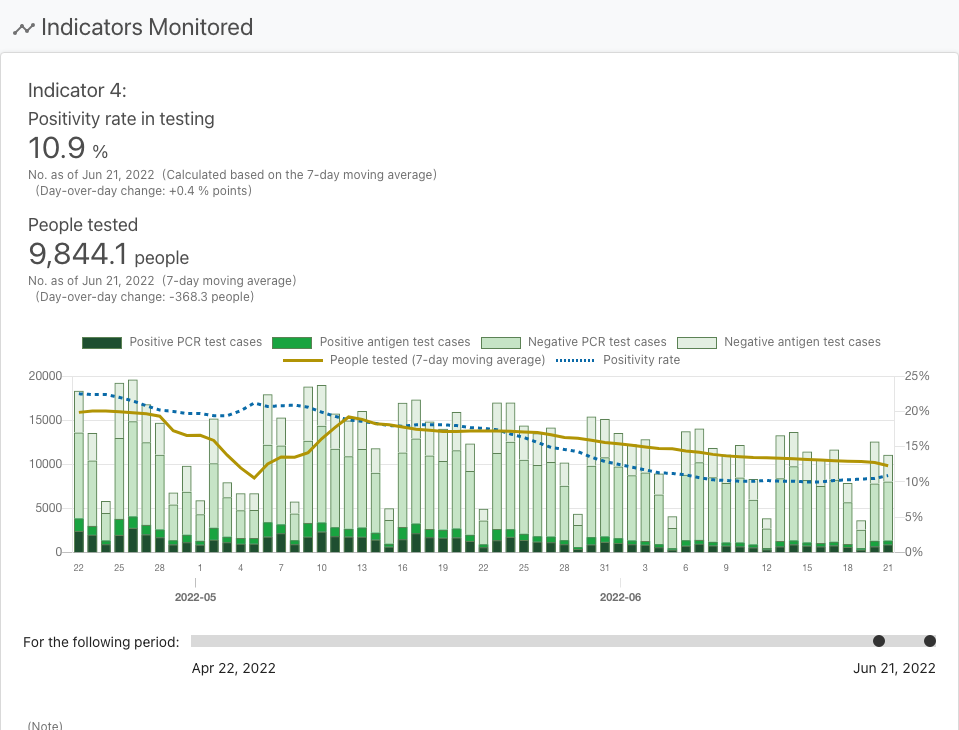 Indicators Monitored
Indicator 4:
Positivity rate in testing
10.9 %
No. as of Jun 21, 2022 (Calculated based on the 7-day moving average)
(Day-over-day change: +0.4 % points)
People tested
9,844.1 people
No. as of Jun 21, 2022 (7-day moving average)
(Day-over-day change: -368.3 people)
Positive PCR test cases Positive antigen test cases Negative PCR test cases Negative antigen test cases
People tested (7-day moving average) Positivity rate
20000 25%
20%
15000
15%
10000
10%
5000
5%
0 0%
22 25 28 1 4 7 10 13 16 19 22 25 28 31 3 6 9 12 15 18 21
2022-05 2022-06
For the following period:
Apr 22, 2022 Jun 21, 2022
(Note)